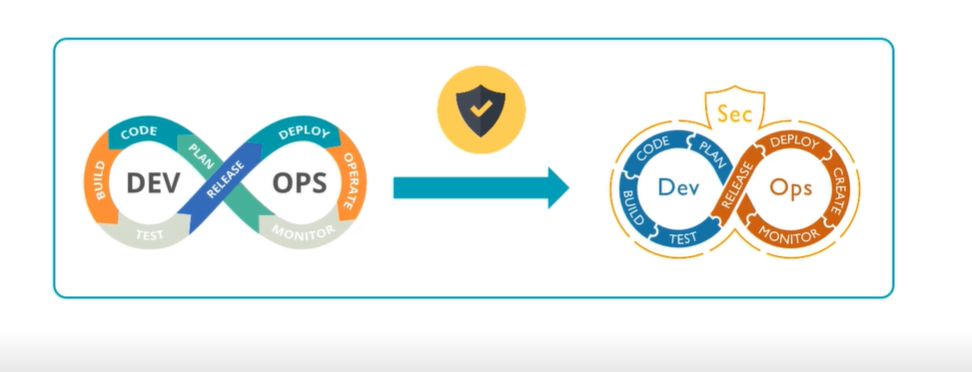 CODE
PLAN
BUILD
DEV
TEST
RELEASE
DEPLOY
OPERATE
OPS
MONITOR
Sec
CODE
PLAN
BUILD
Dev
TEST
RELEASE
DEPLOY
CREATE
Ops
MONITOR